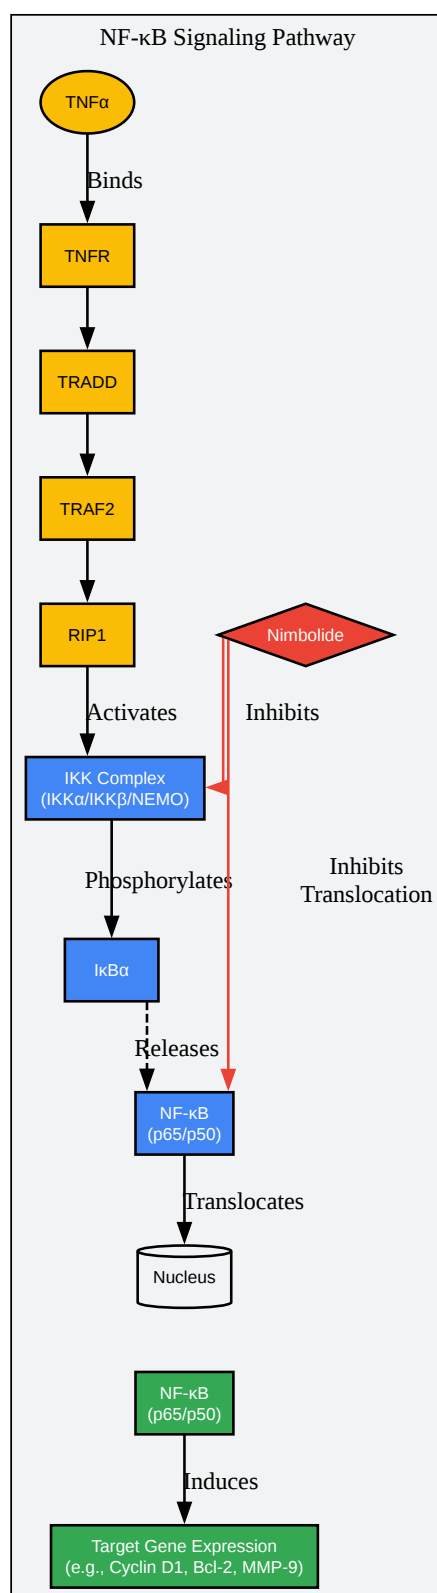 NF-κB Signaling Pathway
TNFα
Binds
TNFR
TRADD
TRAF2
RIP1
Nimbolide
Activates
Inhibits
IKK Complex
(IKKα/IKKβ/NEMO)
Phosphorylates
Inhibits
Translocation
IκBα
Releases
NF-κB
(p65/p50)
Translocates
Nucleus
NF-κB
(p65/p50)
Induces
Target Gene Expression
(e.g., Cyclin D1, Bcl-2, MMP-9)